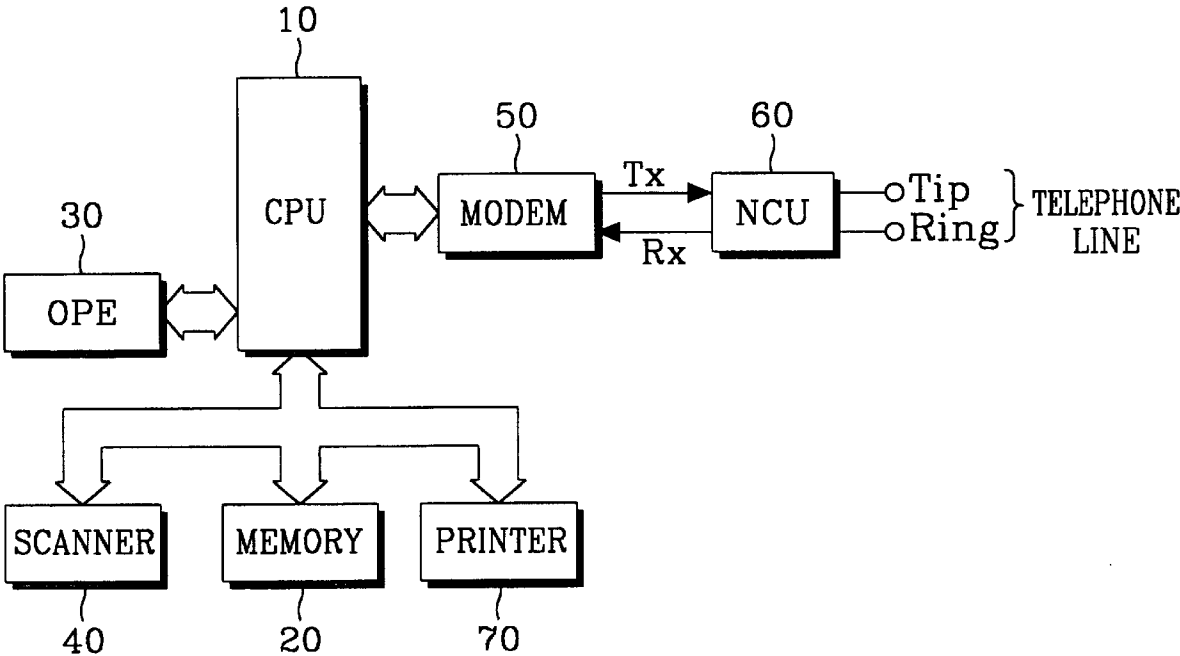 10
50
60
30
CPU
MODEM
Tx
Rx
NCU
Tip
Ring
TELEPHONE
LINE
OPE
SCANNER
MEMORY
PRINTER
40
20
70